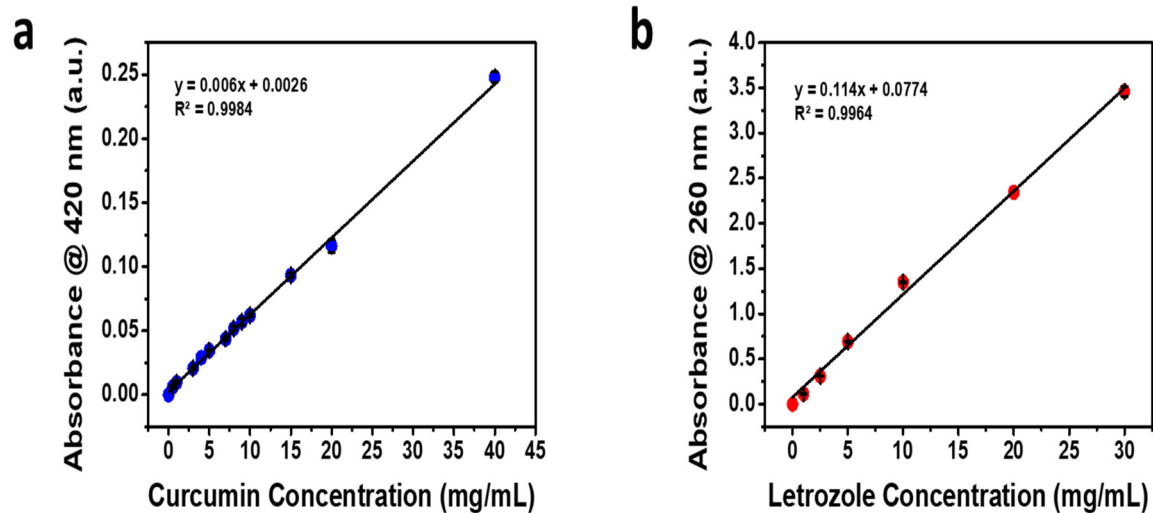 a
Absorbance @ 420 nm (a.u.)
y = 0.006x + 0.0026
R² = 0.9984
0.25
0.20
0.15
0.10
0.05
0.00
0 5 10 15 20 25 30 35 40 45
Curcumin Concentration (mg/mL)
b
Absorbance @ 260 nm (a.u.)
y = 0.114x + 0.0774
R² = 0.9964
4.0
3.5
3.0
2.5
2.0
1.5
1.0
0.5
0.0
0 5 10 15 20 25 30
Letrozole Concentration (mg/mL)